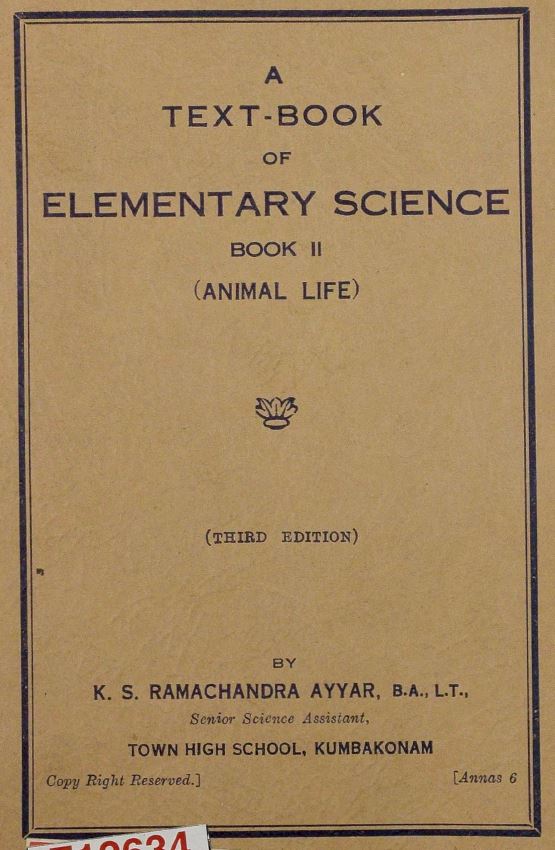 A
TEXT-BOOK
OF
ELEMENTARY SCIENCE
BOOK II
(ANIMAL LIFE)
(THIRD EDITION)
BY
K. S. RAMACHANDRA AYYAR, B.A., L.T.,
Senior Science Assistant,
TOWN HIGH SCHOOL, KUMBAKONAM
Copy Right Reserved.] [Annas 6